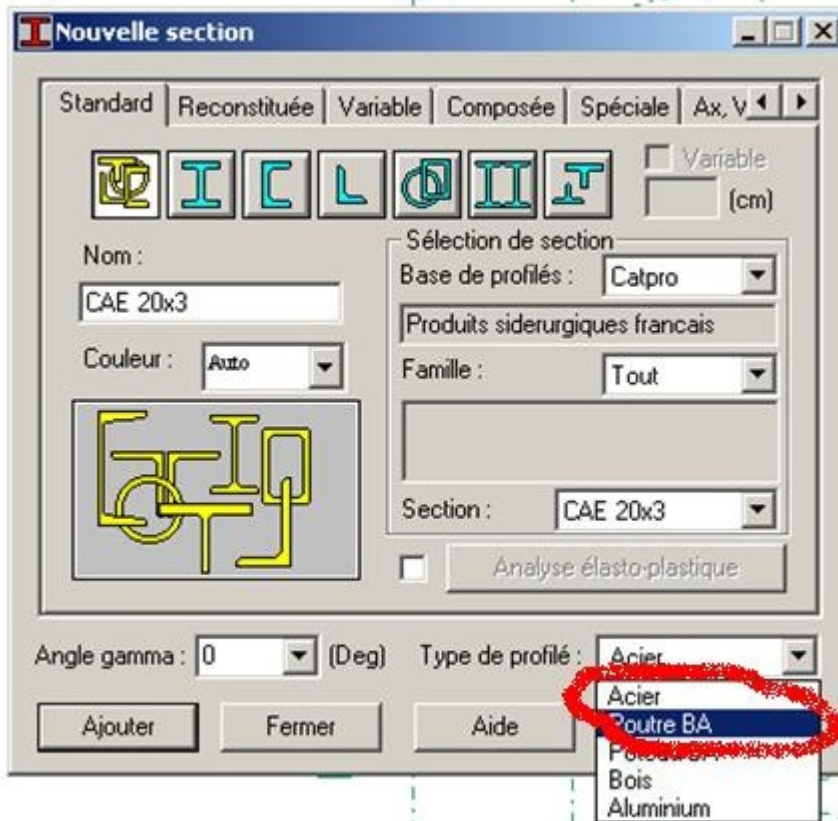 Nouvelle section
Standard Reconstituée Variable Composée Spéciale Ax, V
Variable
(cm)
Nom :
CAE 20x3
Couleur : Auto
Sélection de section
Base de profilés : Catpro
Produits siderurgiques francais
Famille : Tout
Section : CAE 20x3
Analyse élasto-plastique
Angle gamma : 0 (Deg) Type de profilé : Acier
Ajouter Fermer Aide
Acier
Poutre BA
Poteau BA
Bois
Aluminium